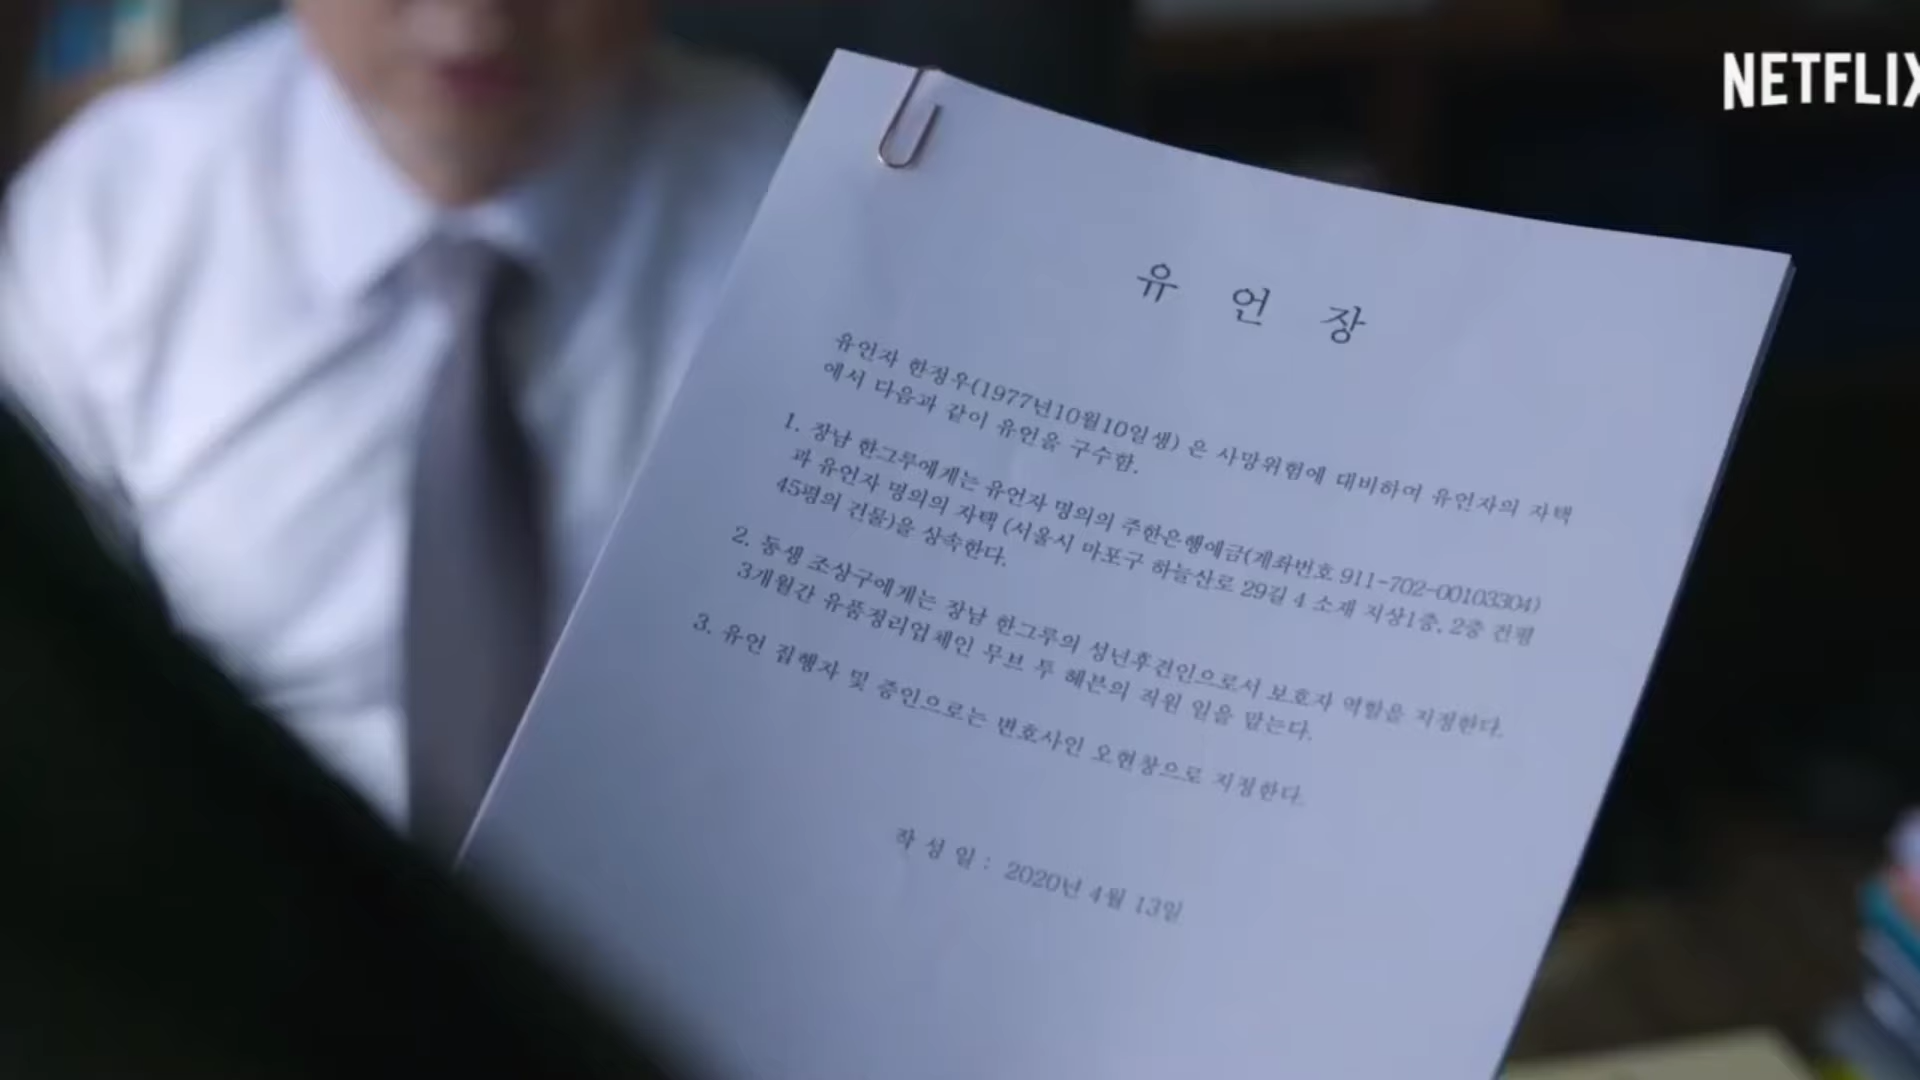 NETFLIX
유 언 장
유언자 한정우(1977년10월10일생) 은 사망위험에 대비하여 유언자의 자택
에서 다음과 같이 유언을 구수함.
1. 장남 한그루에게는 유언자 명의의 주한은행예금(계좌번호 911-702-00103304)
과 유언자 명의의 자택 (서울시 마포구 하늘산로 29길 4 소재 지상1층, 2층 건평
45평의 건물)을 상속한다.
2. 동생 조상구에게는 장남 한그루의 성년후견인으로서 보호자 역할을 지정한다.
3개월간 유품정리업체인 무브 투 헤븐의 직원 일을 맡는다.
3. 유언 집행자 및 증인으로는 변호사인 오현창으로 지정한다.
작 성 일 : 2020년 4월 13일